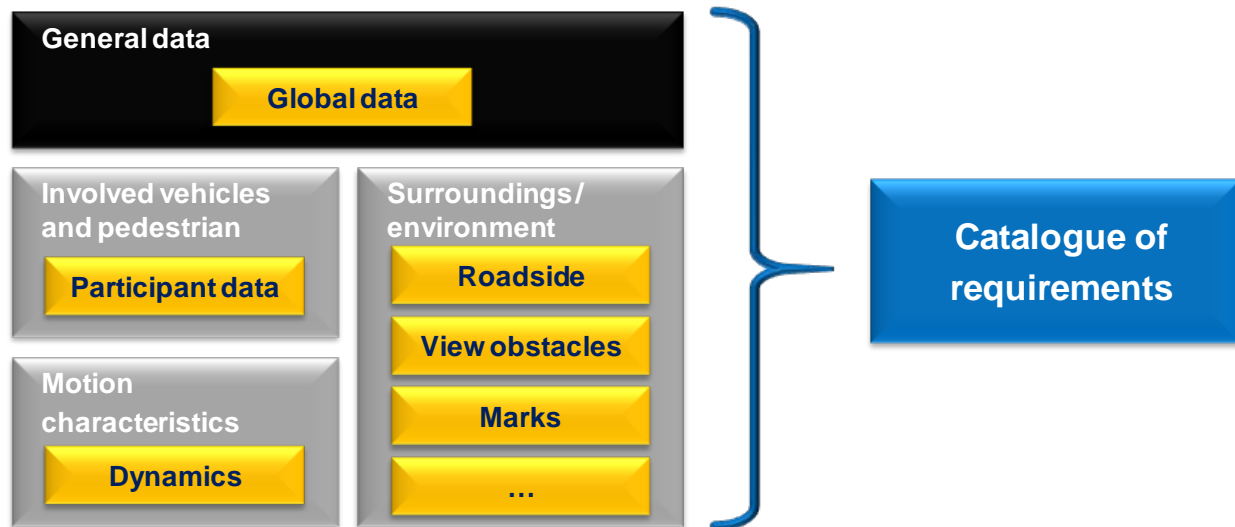 General data
Global data
Involved vehicles
and pedestrian
Participant data
Motion
characteristics
Dynamics
Surroundings /
environment
Roadside
View obstacles
Marks
…
Catalogue of
requirements